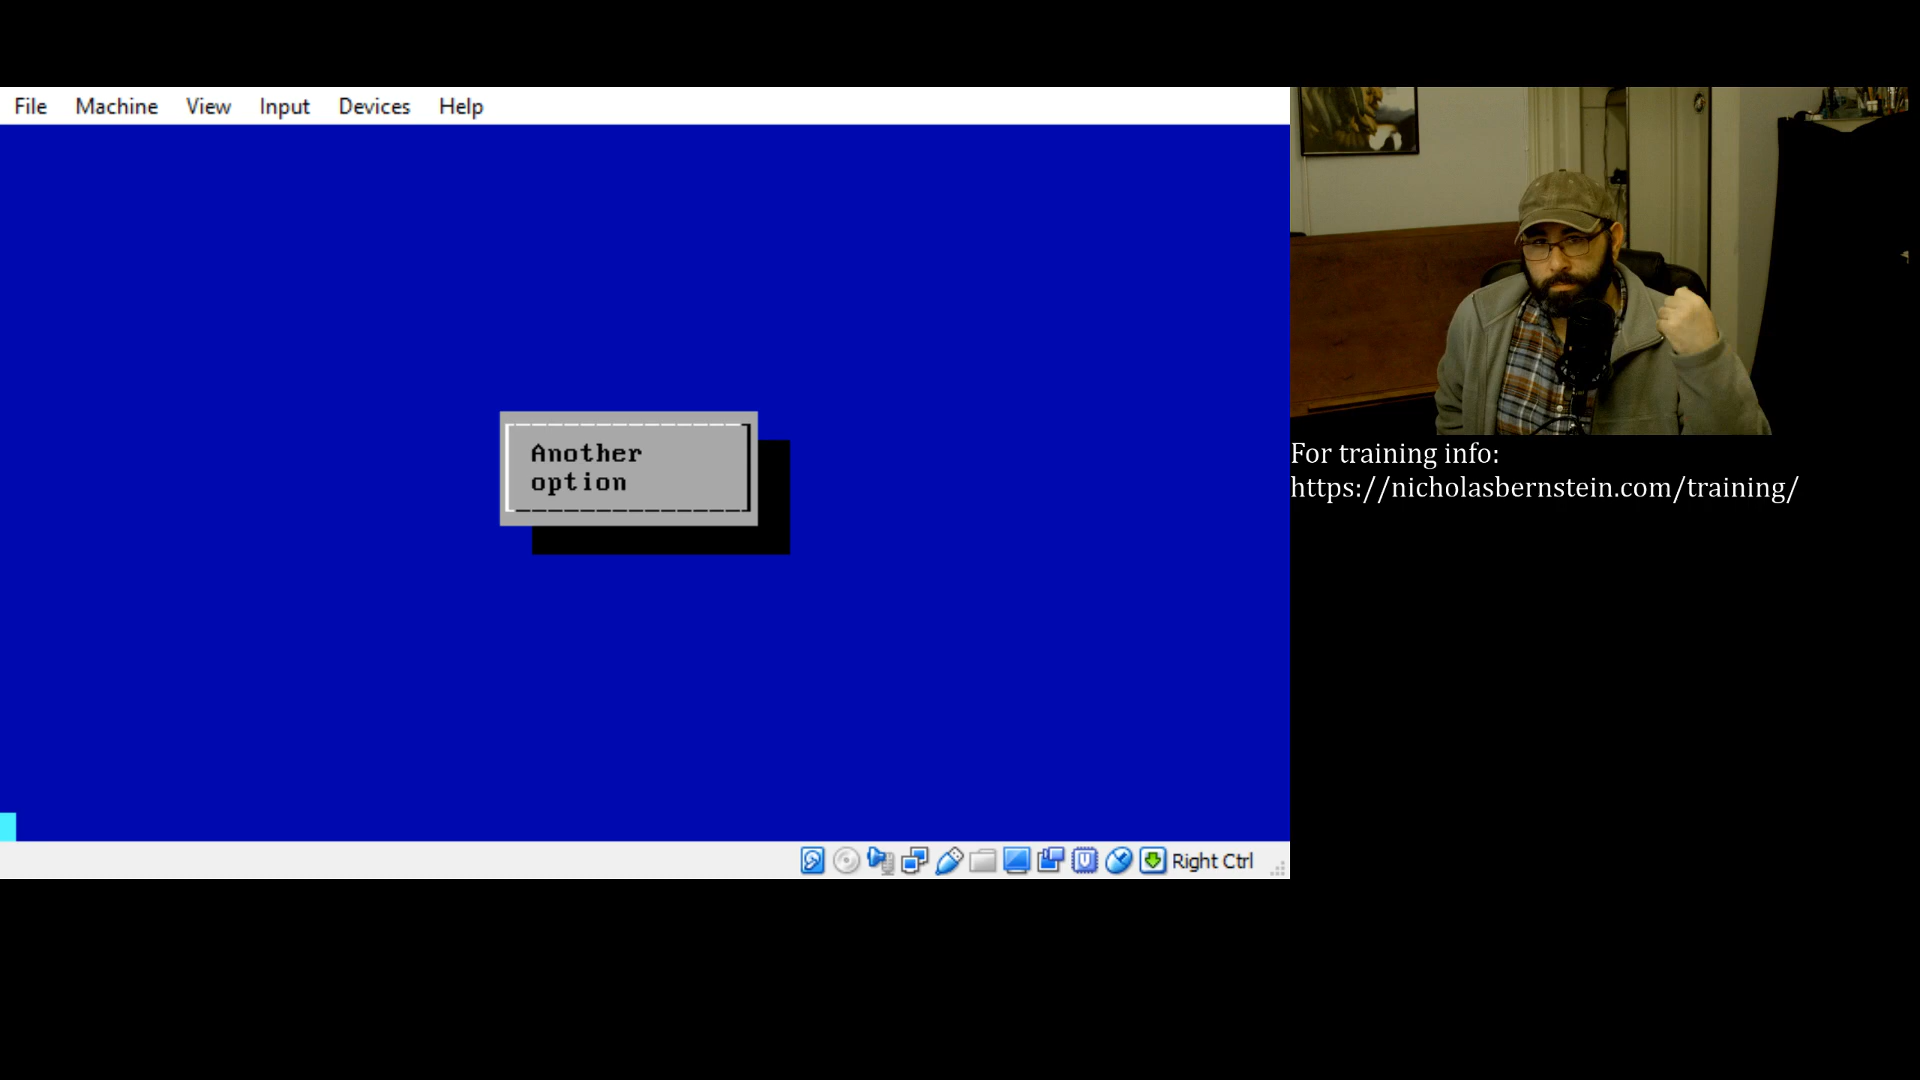 File Machine View Input Devices Help
Another
option
For training info:
https://nicholasbernstein.com/training/
Right Ctrl